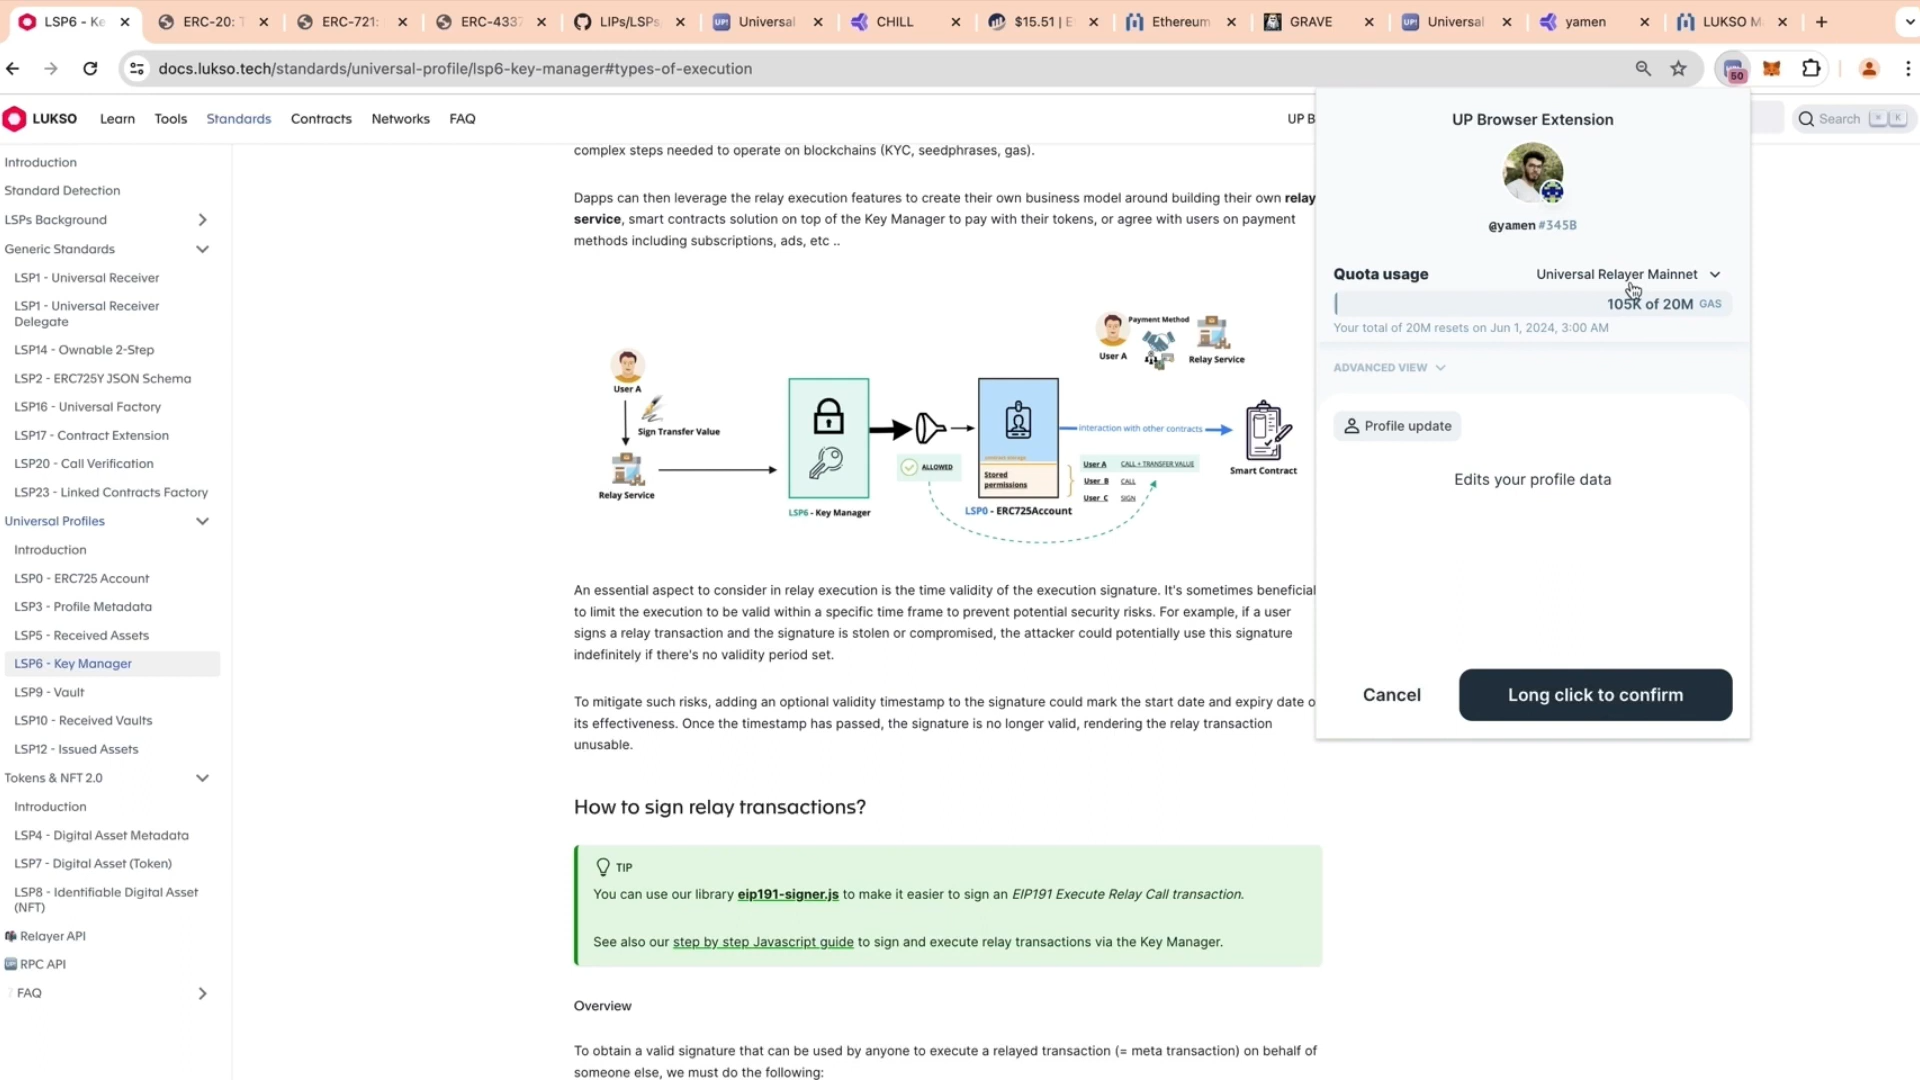 LSP6 - Ke
ERC-20: T
ERC-721:
ERC-4337
LIPs/LSPs
UP! Universal
CHILL
$15.51 | E
Ethereum
GRAVE
UP! Universal
yamen
LUKSO M
docs.lukso.tech/standards/universal-profile/lsp6-key-manager#types-of-execution
50
LUKSO
Learn
Tools
Standards
Contracts
Networks
FAQ
UP B
Search
K
Introduction
Standard Detection
LSPs Background
Generic Standards
LSP1 - Universal Receiver
LSP1 - Universal Receiver
Delegate
LSP14 - Ownable 2-Step
LSP2 - ERC725Y JSON Schema
LSP16 - Universal Factory
LSP17 - Contract Extension
LSP20 - Call Verification
LSP23 - Linked Contracts Factory
Universal Profiles
Introduction
LSP0 - ERC725 Account
LSP3 - Profile Metadata
LSP5 - Received Assets
LSP6 - Key Manager
LSP9 - Vault
LSP10 - Received Vaults
LSP12 - Issued Assets
Tokens & NFT 2.0
Introduction
LSP4 - Digital Asset Metadata
LSP7 - Digital Asset (Token)
LSP8 - Identifiable Digital Asset
(NFT)
Relayer API
RPC API
? FAQ
complex steps needed to operate on blockchains (KYC, seedphrases, gas).
Dapps can then leverage the relay execution features to create their own business model around building their own relay
service, smart contracts solution on top of the Key Manager to pay with their tokens, or agree with users on payment
methods including subscriptions, ads, etc ..
User A
Payment Method
Relay Service
User A
Sign Transfer Value
Relay Service
LSP6 - Key Manager
ALLOWED
Stored
permissions
LSP0 - ERC725Account
interaction with other contracts
User A CALL + TRANSFER VALUE
User B CALL
User C SIGN
Smart Contract
An essential aspect to consider in relay execution is the time validity of the execution signature. It's sometimes beneficial
to limit the execution to be valid within a specific time frame to prevent potential security risks. For example, if a user
signs a relay transaction and the signature is stolen or compromised, the attacker could potentially use this signature
indefinitely if there's no validity period set.
To mitigate such risks, adding an optional validity timestamp to the signature could mark the start date and expiry date o
its effectiveness. Once the timestamp has passed, the signature is no longer valid, rendering the relay transaction
unusable.
How to sign relay transactions?
TIP
You can use our library eip191-signer.js to make it easier to sign an EIP191 Execute Relay Call transaction.
See also our step by step Javascript guide to sign and execute relay transactions via the Key Manager.
Overview
To obtain a valid signature that can be used by anyone to execute a relayed transaction (= meta transaction) on behalf of
someone else, we must do the following:
UP Browser Extension
@yamen#345B
Quota usage
Universal Relayer Mainnet
105K of 20M GAS
Your total of 20M resets on Jun 1, 2024, 3:00 AM
ADVANCED VIEW
Profile update
Edits your profile data
Cancel
Long click to confirm